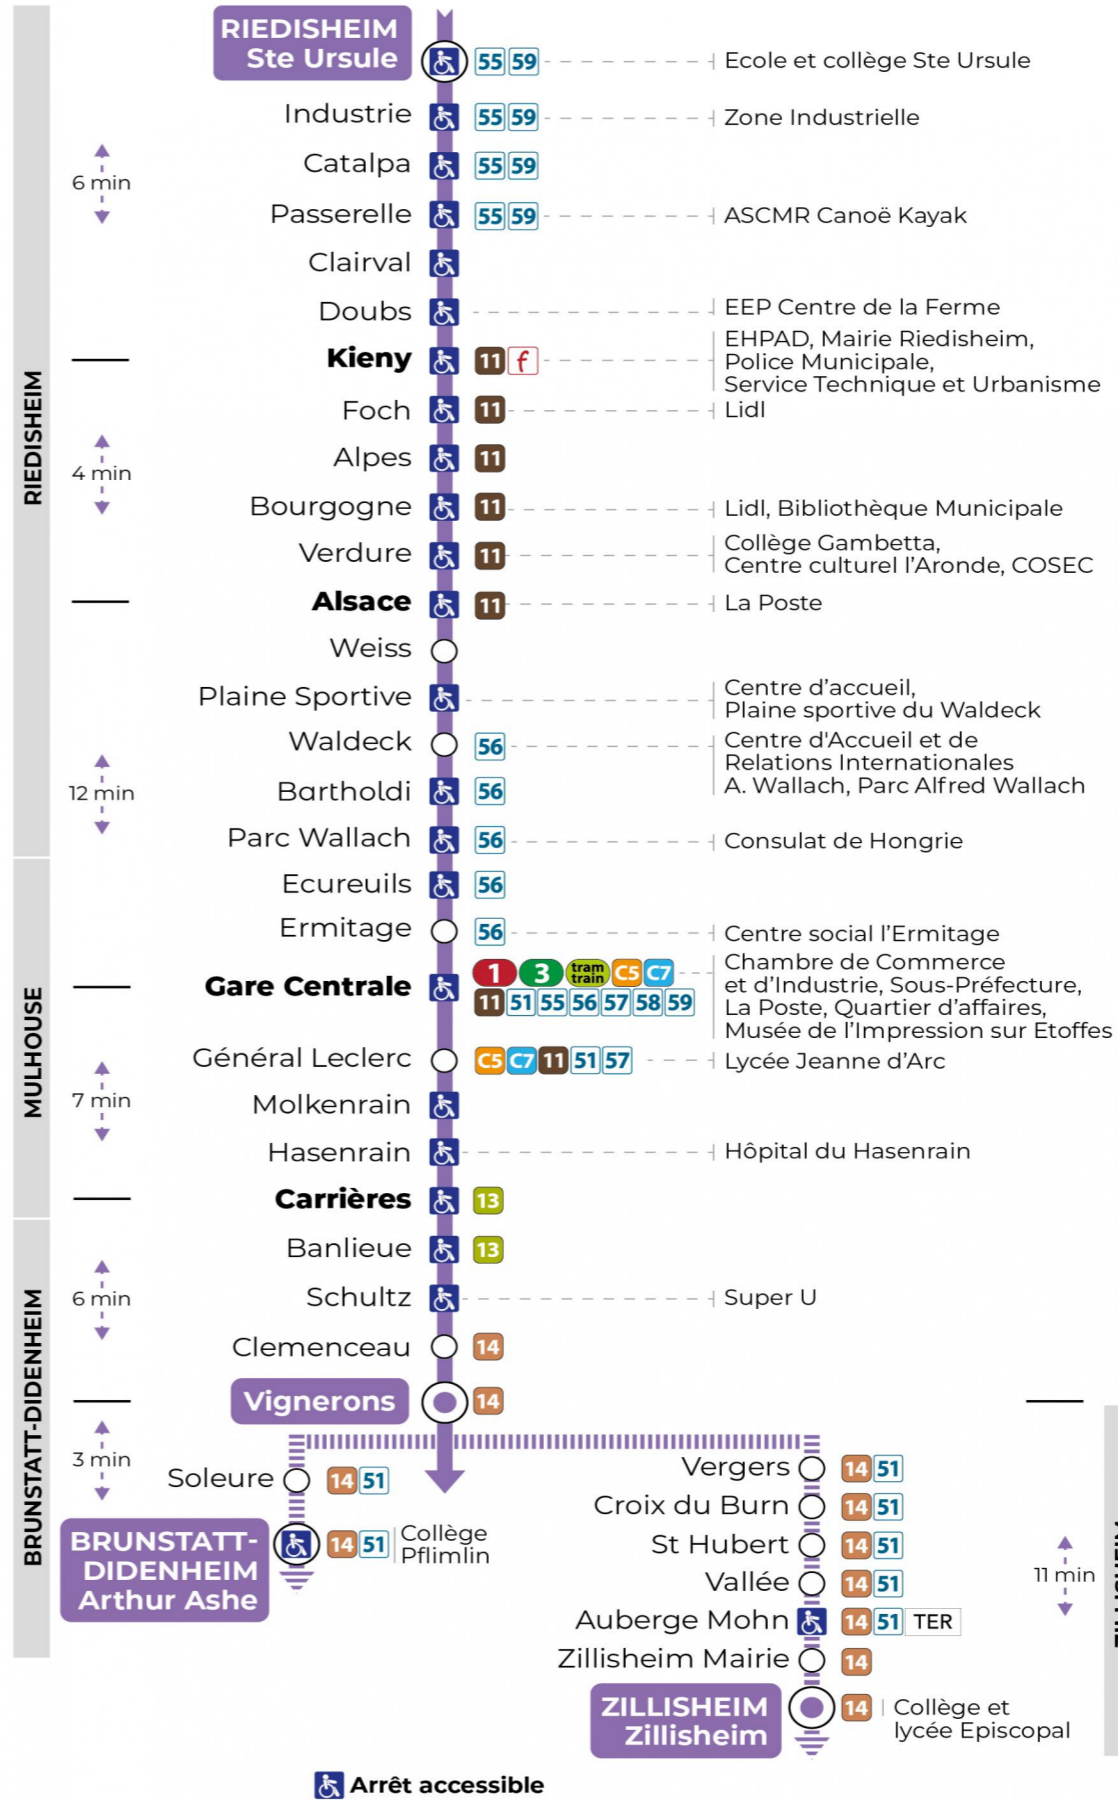 RIEDISHEIM
Ste Ursule
55 59
Ecole et collège Ste Ursule
Industrie
55 59
Zone Industrielle
Catalpa
55 59
6 min
Passerelle
55 59
ASCMR Canoë Kayak
Clairval
Doubs
EEP Centre de la Ferme
Kieny
11 f
EHPAD, Mairie Riedisheim,
Police Municipale,
Service Technique et Urbanisme
Foch
11
Lidl
RIEDISHEIM
Alpes
11
4 min
Bourgogne
11
Lidl, Bibliothèque Municipale
Verdure
11
Collège Gambetta,
Centre culturel l'Aronde, COSEC
Alsace
11
La Poste
Weiss
Plaine Sportive
Centre d'accueil,
Plaine sportive du Waldeck
Waldeck
56
Centre d'Accueil et de
Relations Internationales
A. Wallach, Parc Alfred Wallach
12 min
Bartholdi
56
Parc Wallach
56
Consulat de Hongrie
Ecureuils
56
Ermitage
56
Centre social l'Ermitage
Gare Centrale
1 3 tram train C5 C7
11 51 55 56 57 58 59
Chambre de Commerce
et d'Industrie, Sous-Préfecture,
La Poste, Quartier d'affaires,
Musée de l'Impression sur Etoffes
MULHOUSE
Général Leclerc
C5 C7 11 51 57
Lycée Jeanne d'Arc
7 min
Molkenrain
Hasenrain
Hôpital du Hasenrain
Carrières
13
Banlieue
13
6 min
Schultz
Super U
Clemenceau
14
Vignerons
14
BRUNSTATT-DIDENHEIM
3 min
Soleure
14 51
BRUNSTATT-
DIDENHEIM
Arthur Ashe
14 51
Collège
Pflimlin
Vergers
14 51
Croix du Burn
14 51
St Hubert
14 51
Vallée
14 51
11 min
Auberge Mohn
14 51 TER
Zillisheim Mairie
14
ZILLISHEIM
Zillisheim
14
Collège et
lycée Episcopal
Arrêt accessible